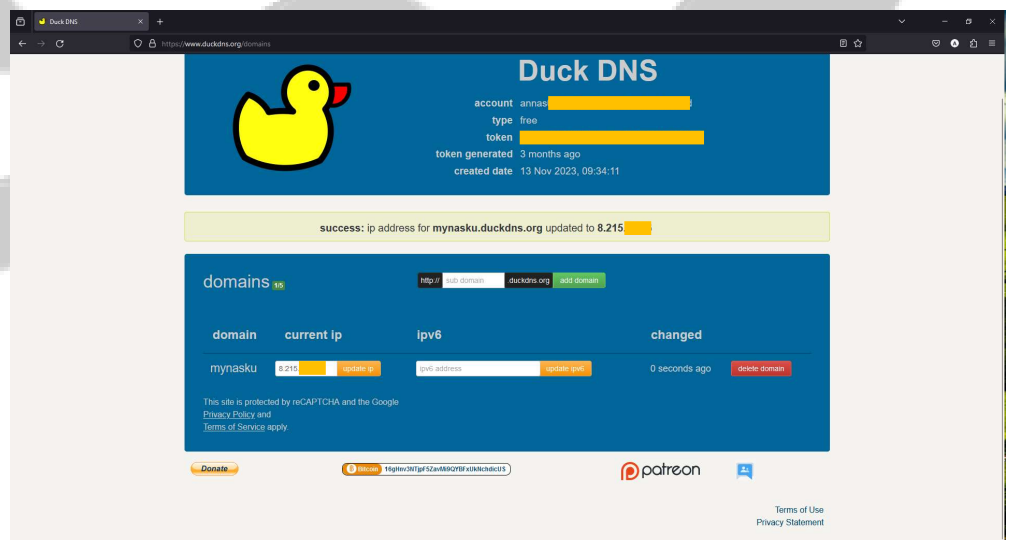 Duck DNS
https://www.duckdns.org/domains
Duck DNS
account annas
type free
token
token generated 3 months ago
created date 13 Nov 2023, 09:34:11
success: ip address for mynasku.duckdns.org updated to 8.215.
domains 1/5
http:// sub domain .duckdns.org add domain
domain current ip ipv6 changed
mynasku 8.215. update ip ipv6 address update ipv6 0 seconds ago delete domain
This site is protected by reCAPTCHA and the Google
Privacy Policy and
Terms of Service apply.
Donate
Bitcoin
patreon
Terms of Use
Privacy Statement